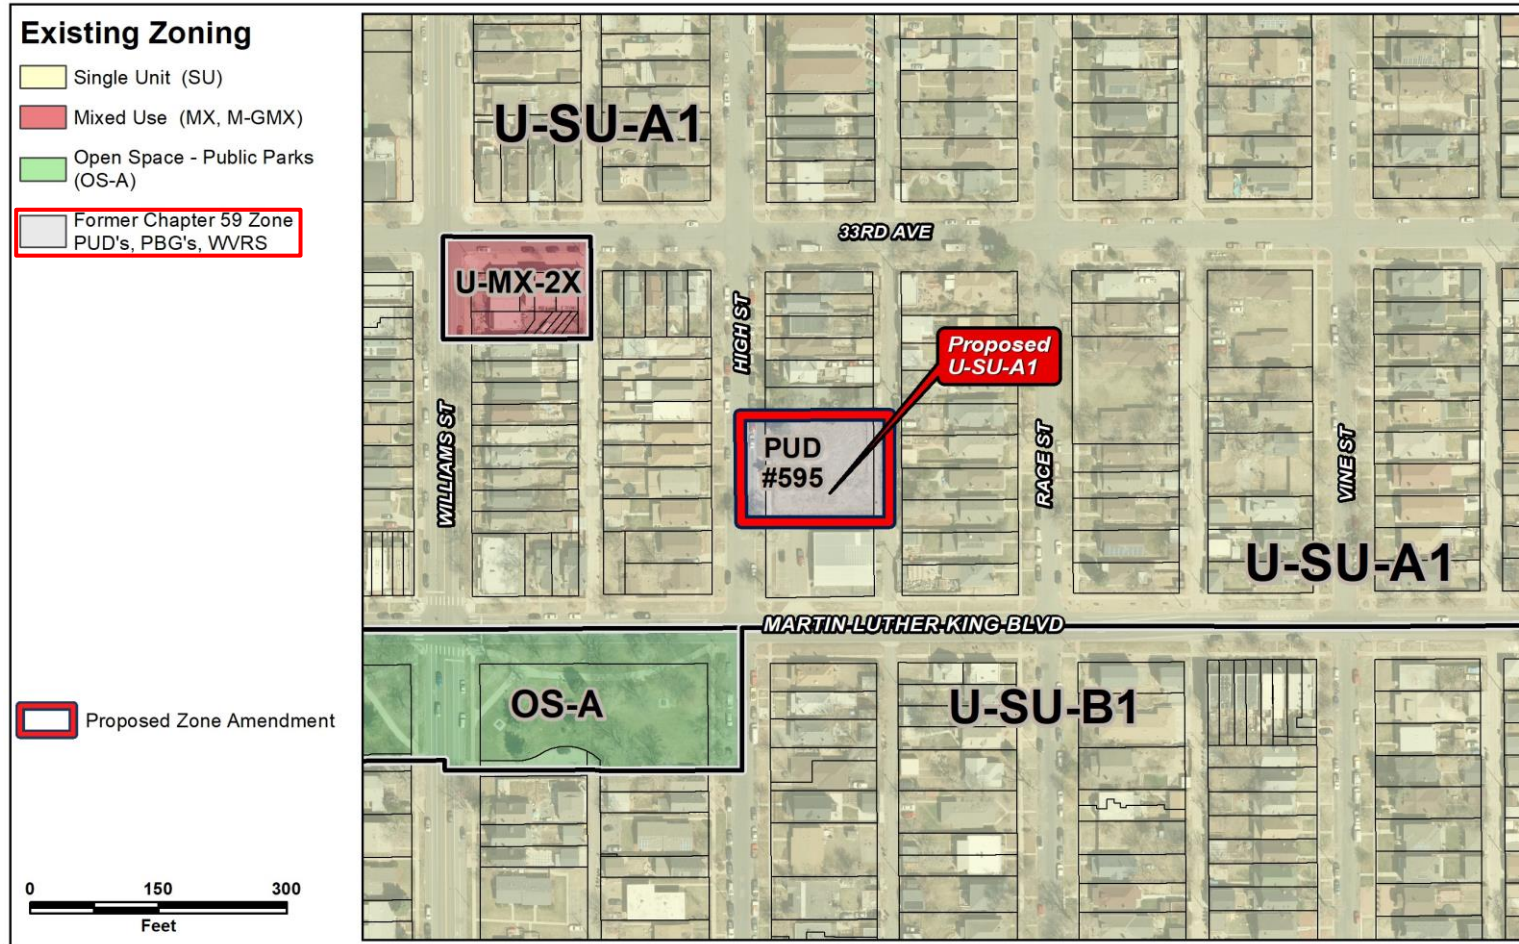 Existing Zoning
Single Unit (SU)
Mixed Use (MX, M-GMX)
Open Space - Public Parks
(OS-A)
Former Chapter 59 Zone
PUD's, PBG's, WVRS
Proposed Zone Amendment
0 150 300
Feet
U-SU-A1
33RD AVE
U-MX-2X
HIGH ST
Proposed
U-SU-A1
WILLIAMS ST
PUD
#595
RACE ST
VINE ST
U-SU-A1
MARTIN LUTHER KING BLVD
OS-A
U-SU-B1